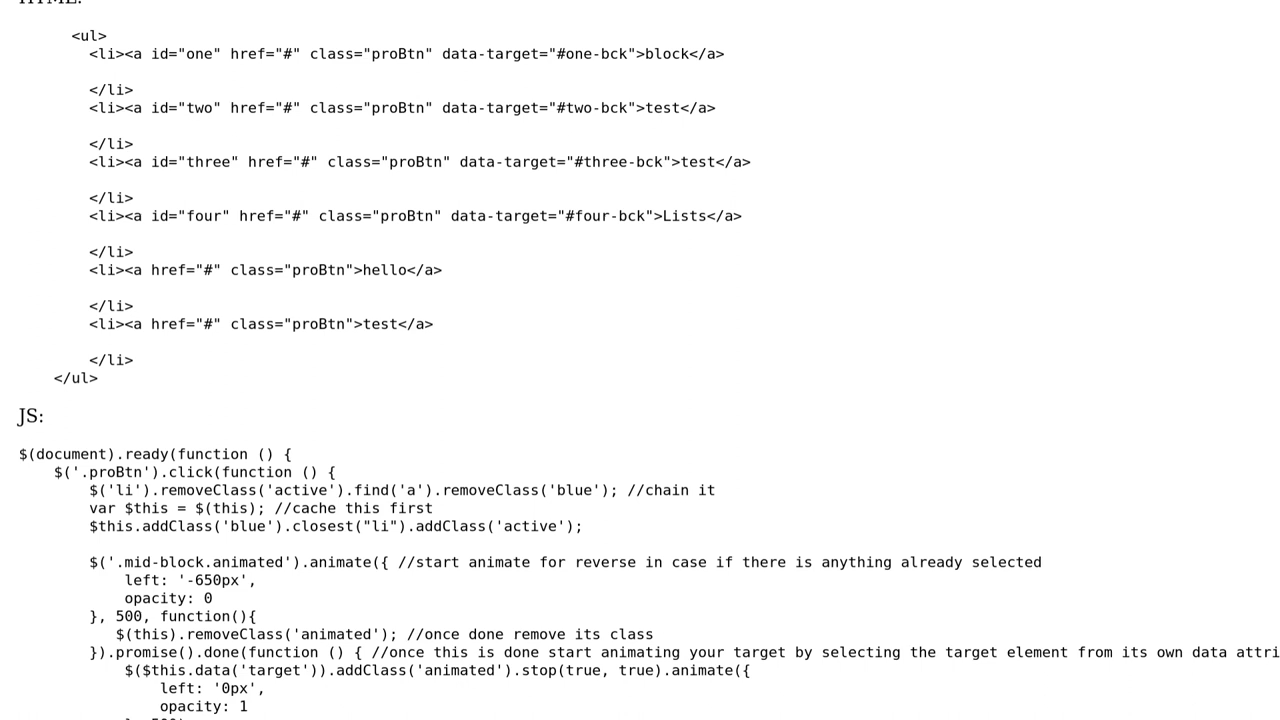 HTML:
<ul>
<li><a id="one" href="#" class="proBtn" data-target="#one-bck">block</a>
</li>
<li><a id="two" href="#" class="proBtn" data-target="#two-bck">test</a>
</li>
<li><a id="three" href="#" class="proBtn" data-target="#three-bck">test</a>
</li>
<li><a id="four" href="#" class="proBtn" data-target="#four-bck">Lists</a>
</li>
<li><a href="#" class="proBtn">hello</a>
</li>
<li><a href="#" class="proBtn">test</a>
</li>
</ul>
JS:
$(document).ready(function () {
$('.proBtn').click(function () {
$('li').removeClass('active').find('a').removeClass('blue'); //chain it
var $this = $(this); //cache this first
$this.addClass('blue').closest("li").addClass('active');
$('.mid-block.animated').animate({ //start animate for reverse in case if there is anything already selected
left: '-650px',
opacity: 0
}, 500, function(){
$(this).removeClass('animated'); //once done remove its class
}).promise().done(function () { //once this is done start animating your target by selecting the target element from its own data attri
$($this.data('target')).addClass('animated').stop(true, true).animate({
left: '0px',
opacity: 1